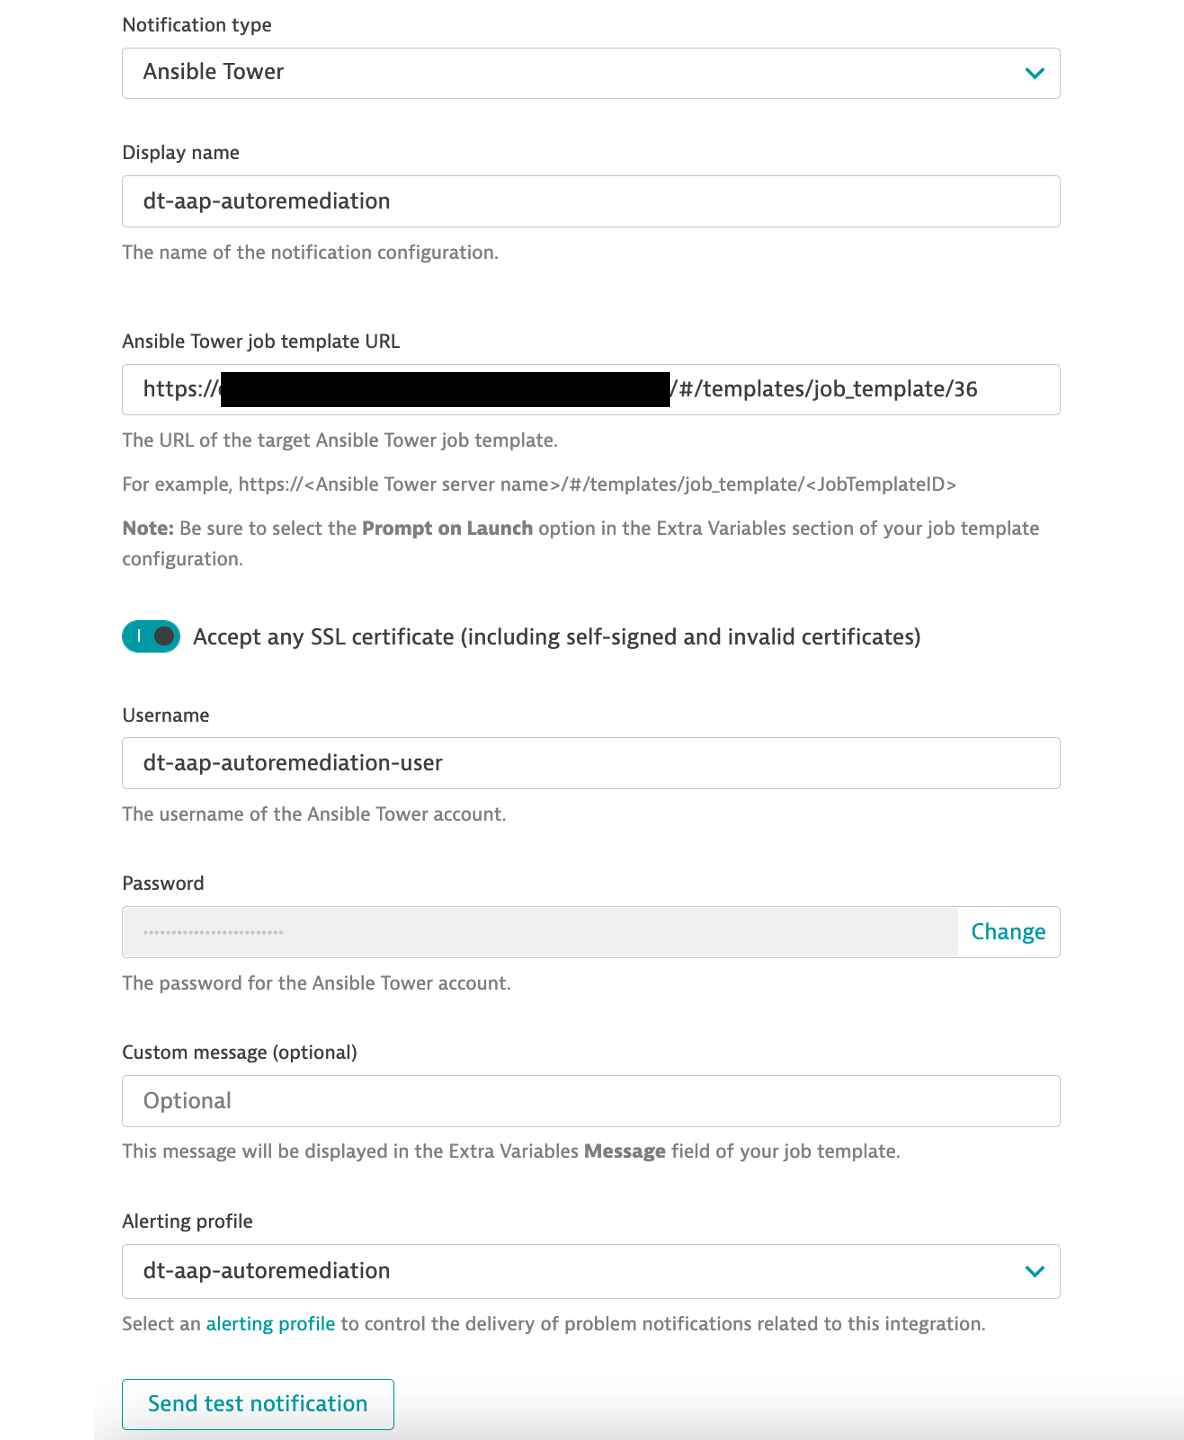 Notification type
Ansible Tower
Display name
dt-aap-autoremediation
The name of the notification configuration.
Ansible Tower job template URL
https:// /#/templates/job_template/36
The URL of the target Ansible Tower job template.
For example, https://<Ansible Tower server name>/#/templates/job_template/<JobTemplateID>
Note: Be sure to select the Prompt on Launch option in the Extra Variables section of your job template
configuration.
Accept any SSL certificate (including self-signed and invalid certificates)
Username
dt-aap-autoremediation-user
The username of the Ansible Tower account.
Password
Change
The password for the Ansible Tower account.
Custom message (optional)
Optional
This message will be displayed in the Extra Variables Message field of your job template.
Alerting profile
dt-aap-autoremediation
Select an alerting profile to control the delivery of problem notifications related to this integration.
Send test notification